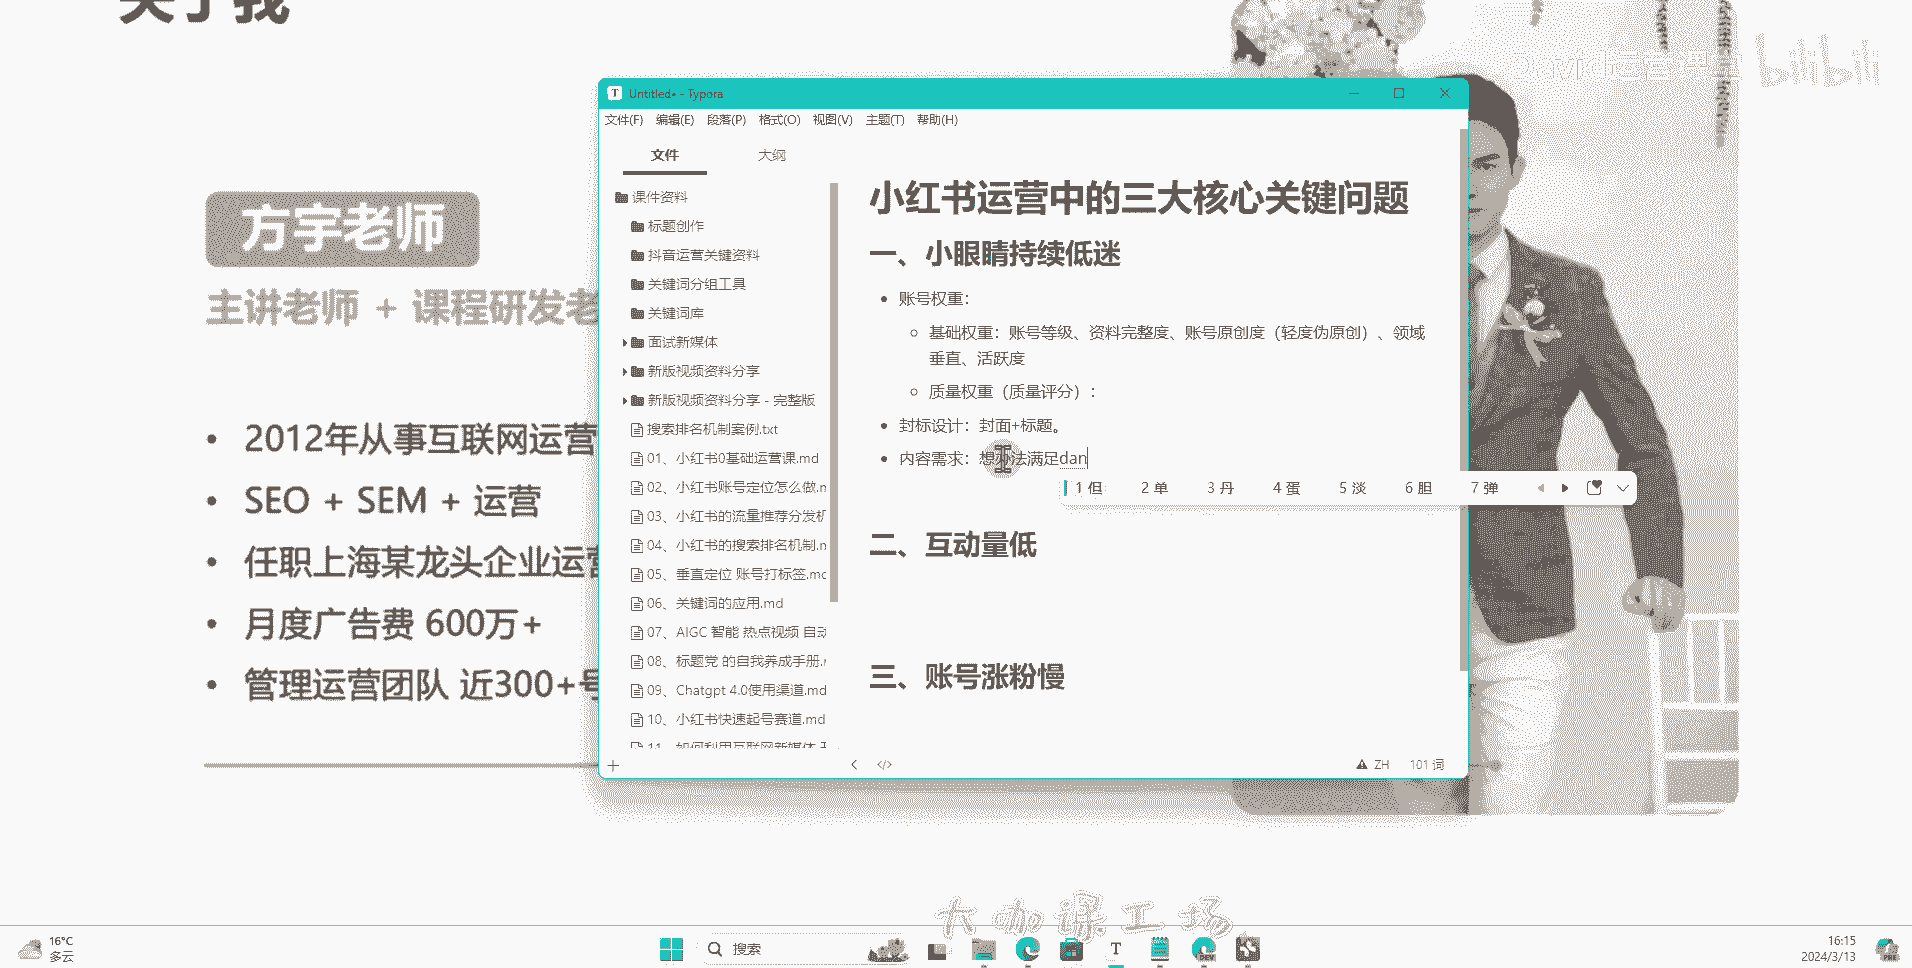 关于我
David运营课堂 bilibili
方宇老师
主讲老师 + 课程研发老
2012年从事互联网运营
SEO + SEM + 运营
任职上海某龙头企业运营
月度广告费 600万+
管理运营团队 近300+号
Untitled• - Typora
文件(F) 编辑(E) 段落(P) 格式(O) 视图(V) 主题(T) 帮助(H)
文件 大纲
课件资料
标题创作
抖音运营关键资料
关键词分组工具
关键词库
面试新媒体
新版视频资料分享
新版视频资料分享 - 完整版
搜索排名机制案例.txt
01、小红书0基础运营课.md
02、小红书账号定位怎么做.m
03、小红书的流量推荐分发机
04、小红书的搜索排名机制.m
05、垂直定位 账号打标签.md
06、关键词的应用.md
07、AIGC 智能 热点视频 自动
08、标题党 的自我养成手册.
09、Chatgpt 4.0使用渠道.md
10、小红书快速起号赛道.md
11、如何利用互联网新媒体
小红书运营中的三大核心关键问题
一、小眼睛持续低迷
账号权重：
基础权重：账号等级、资料完整度、账号原创度（轻度伪原创）、领域
垂直、活跃度
质量权重（质量评分）：
封标设计：封面+标题。
内容需求：想办法满足dan
1 但 2 单 3 丹 4 蛋 5 淡 6 胆 7 弹
二、互动量低
三、账号涨粉慢
ZH 101 词
大咖课工场
16°C
多云
搜索
T
DEV
16:15
2024/3/13
PRE